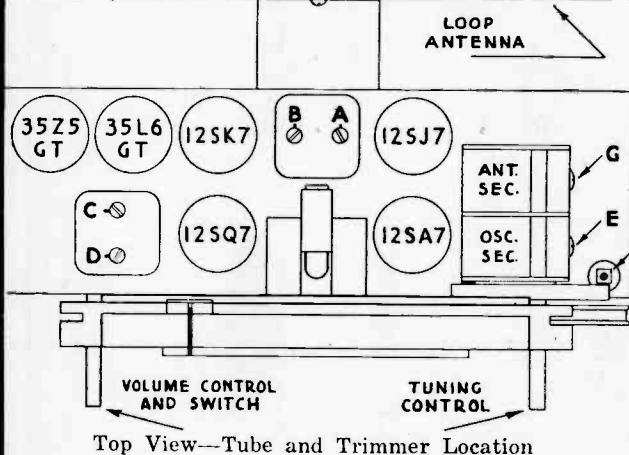 LOOP
ANTENNA
35Z5
GT
35L6
GT
12SK7
B A
12SJ7
ANT.
SEC.
G
C
D
12SQ7
12SA7
OSC.
SEC.
E
VOLUME CONTROL
AND SWITCH
TUNING
CONTROL
Top View—Tube and Trimmer Location